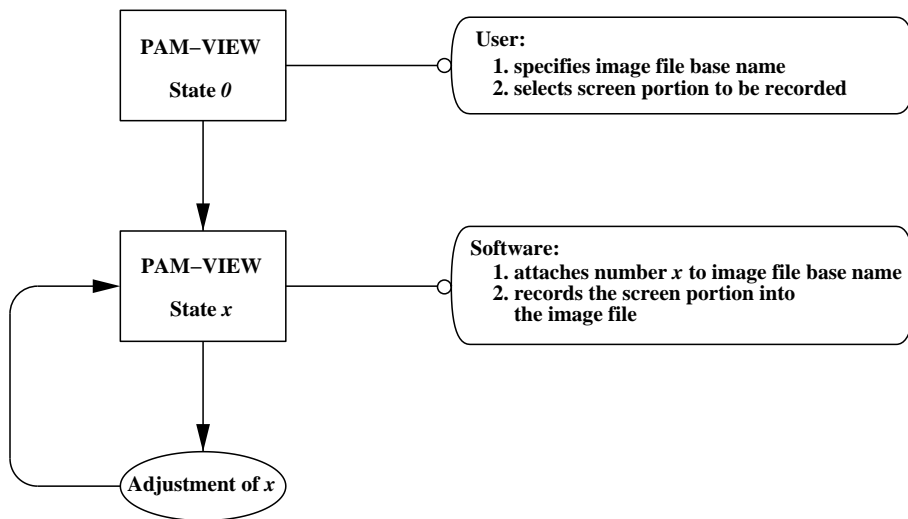 PAM−VIEW
State 0
User:
1. specifies image file base name
2. selects screen portion to be recorded
PAM−VIEW
State x
Software:
1. attaches number x to image file base name
2. records the screen portion into
the image file
Adjustment of x